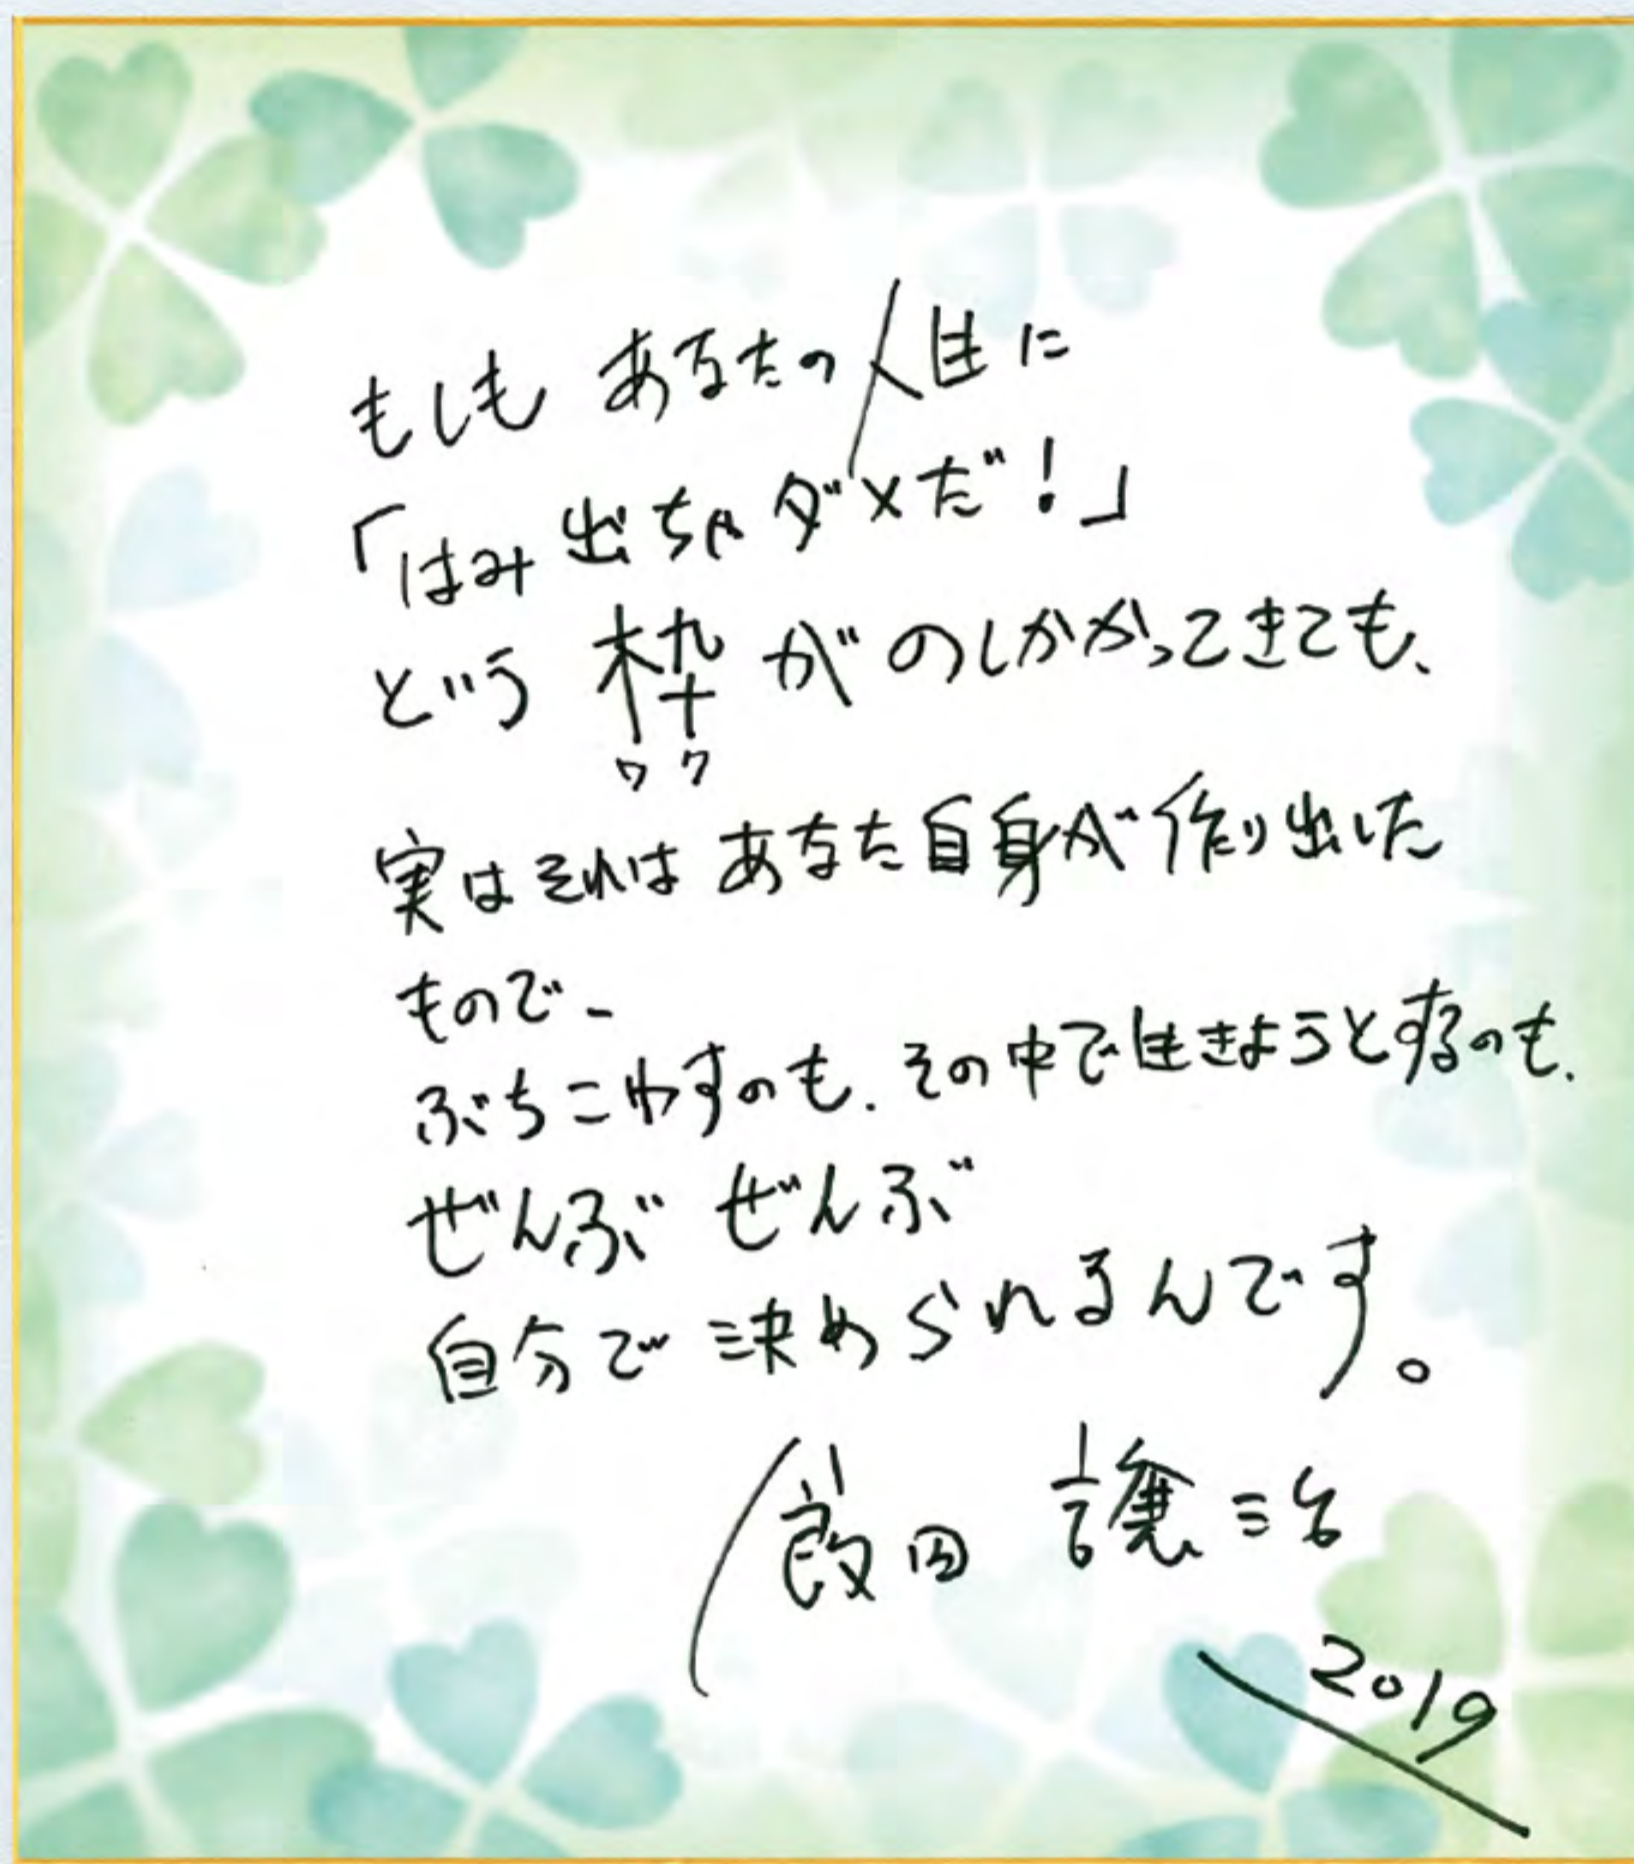 もしも あなたの人生に
「はみ出ちゃダメだ！」
という 枠 がのしかかってきても、
ワク
実はそれは あなた自身が作り出した
もので－
ぶちこわすのも、その中で生きようとするのも、
ぜんぶ ぜんぶ
自分で決められるんです。
飯田 譲治
2019